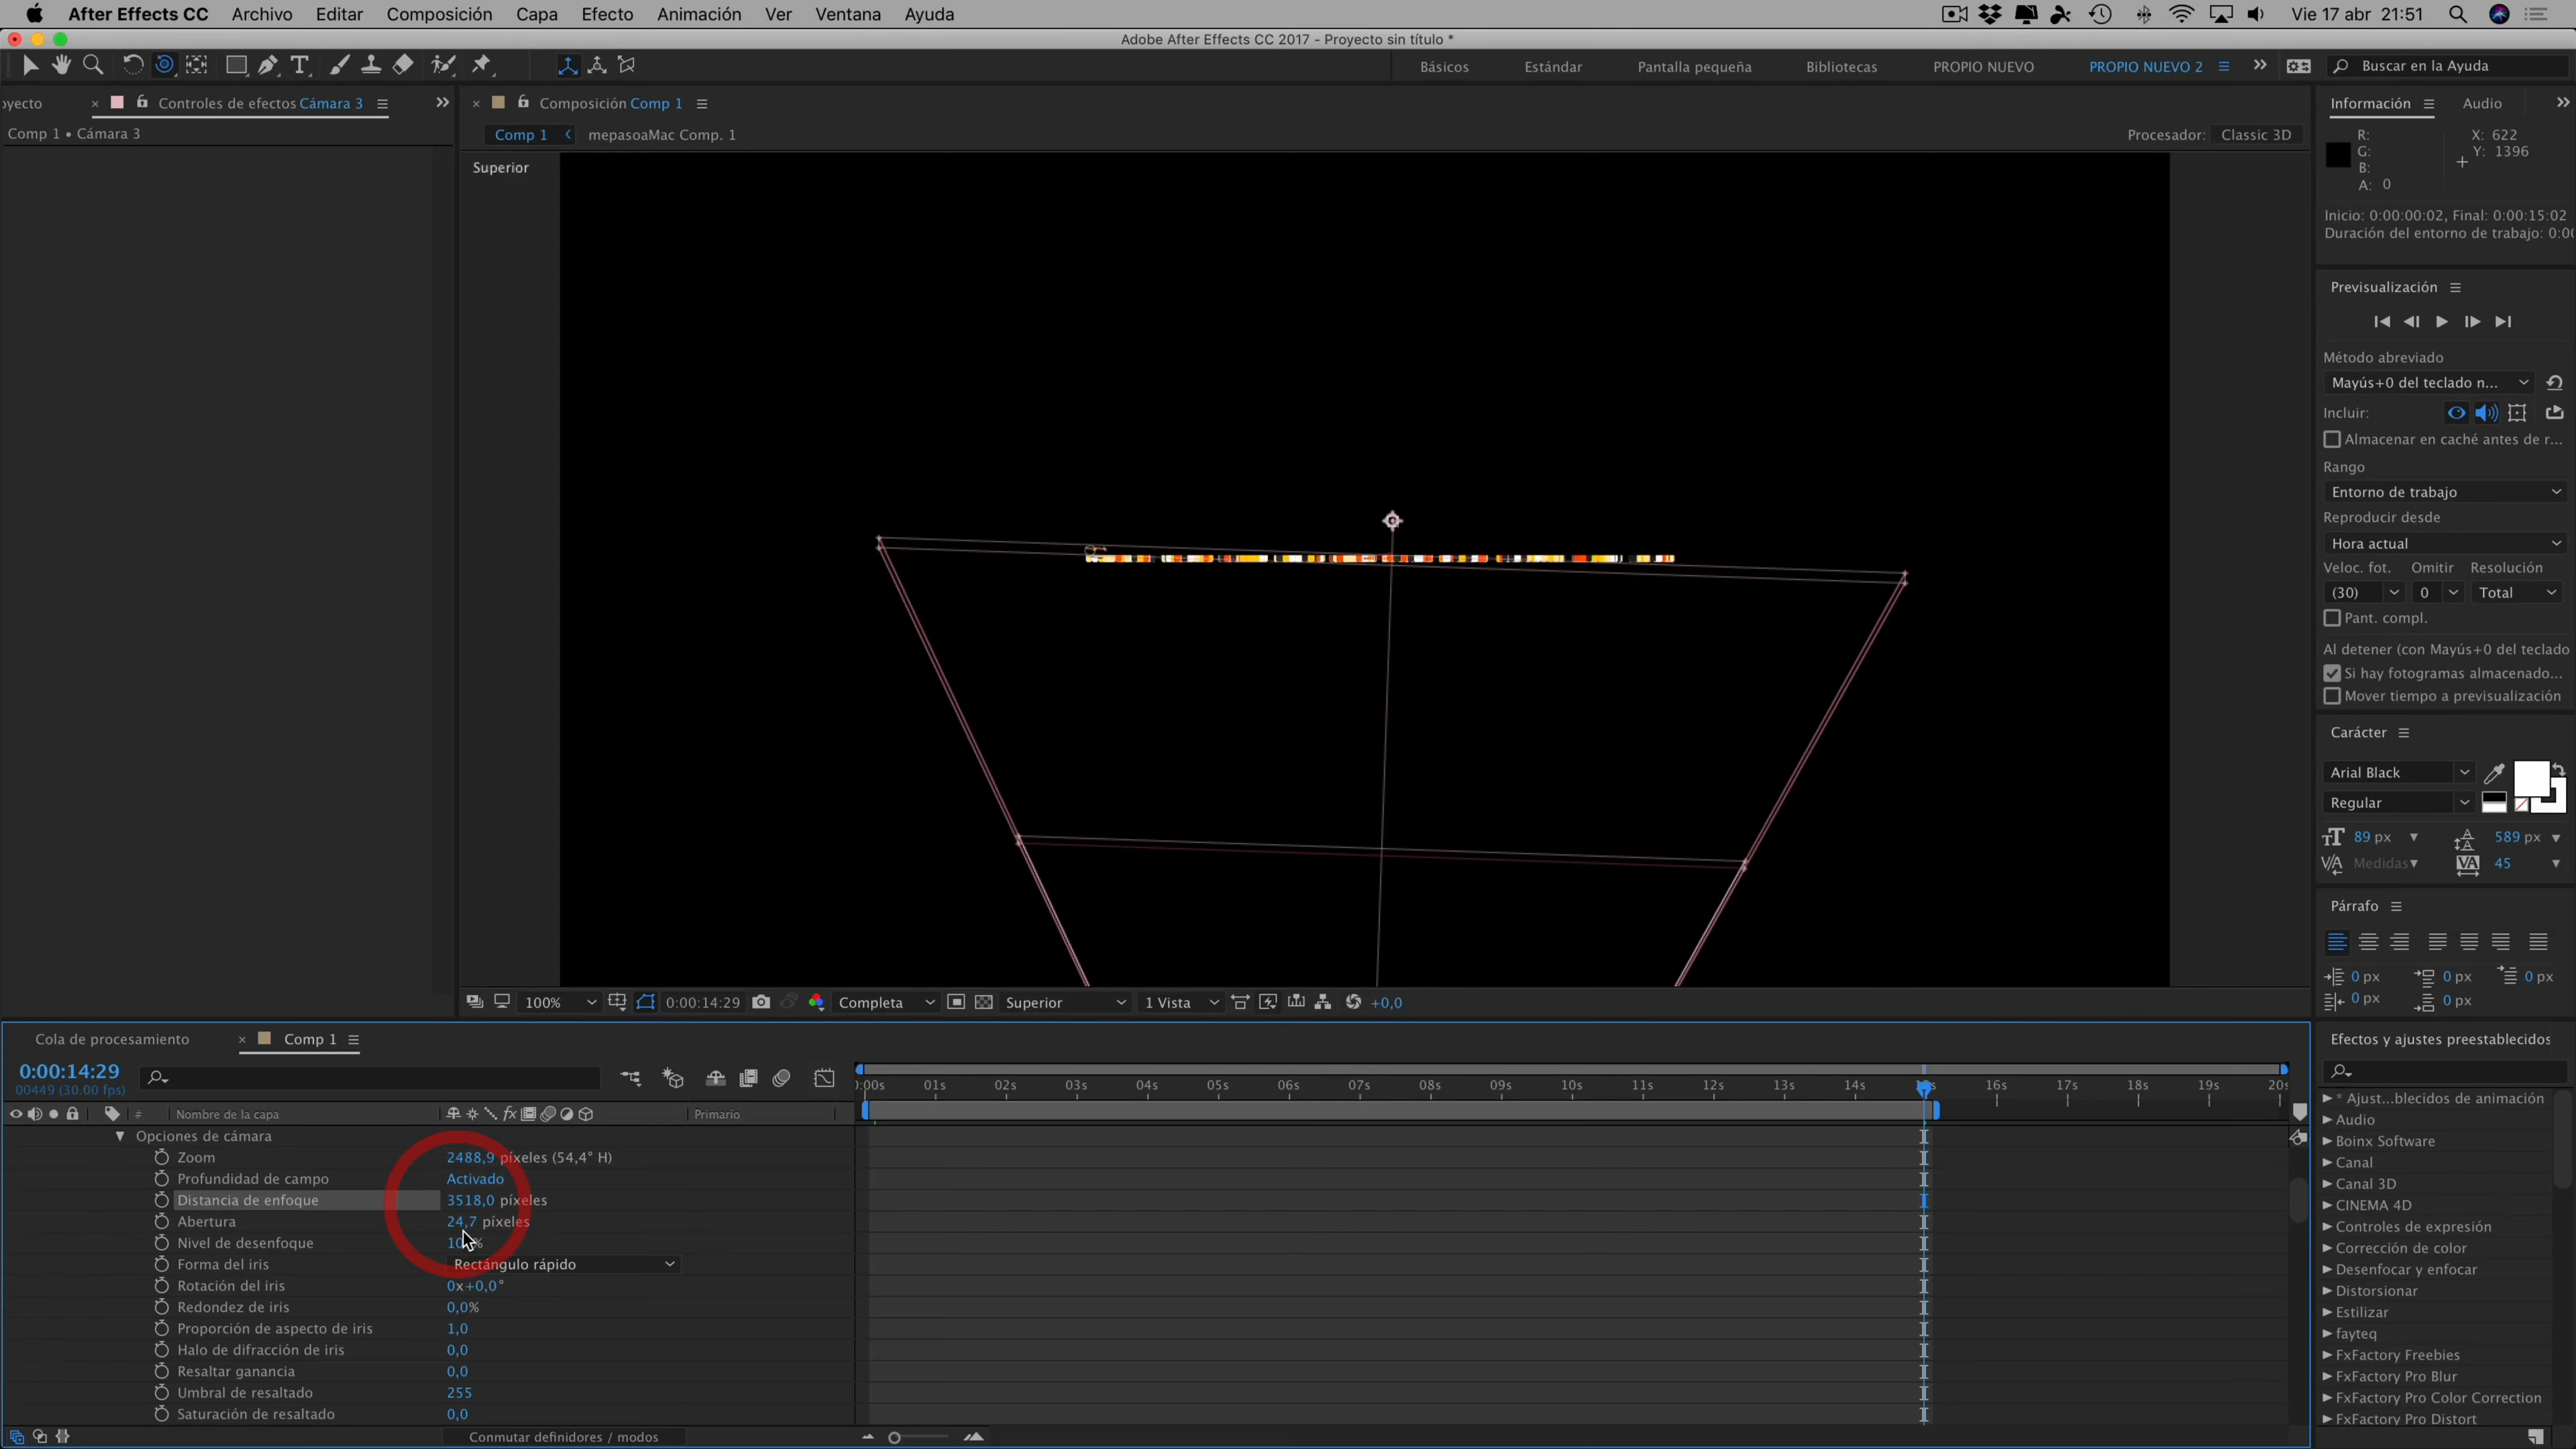 After Effects CC Archivo Editar Composición Capa Efecto Animación Ver Ventana Ayuda Vie 17 abr 21:51
Adobe After Effects CC 2017 - Proyecto sin título *
Básicos Estándar Pantalla pequeña Bibliotecas PROPIO NUEVO PROPIO NUEVO 2 Buscar en la Ayuda
oyecto Controles de efectos Cámara 3 Composición Comp 1 Información Audio
Comp 1 • Cámara 3
Comp 1 mepasoaMac Comp. 1 Procesador: Classic 3D
Superior
R:
G:
B:
A: 0
X: 622
Y: 1396
Inicio: 0:00:00:02, Final: 0:00:15:02
Duración del entorno de trabajo: 0:0
Previsualización
Método abreviado
Mayús+0 del teclado n...
Incluir:
Almacenar en caché antes de r...
Rango
Entorno de trabajo
Reproducir desde
Hora actual
Veloc. fot. Omitir Resolución
(30) 0 Total
Pant. compl.
Al detener (con Mayús+0 del teclado
Si hay fotogramas almacenado...
Mover tiempo a previsualización
Carácter
Arial Black
Regular
89 px 589 px
Medidas 45
Párrafo
0 px 0 px 0 px
0 px 0 px
100% 0:00:14:29 Completa Superior 1 Vista +0,0
Cola de procesamiento Comp 1
0:00:14:29
00449 (30.00 fps)
):00s 01s 02s 03s 04s 05s 06s 07s 08s 09s 10s 11s 12s 13s 14s 16s 17s 18s 19s 20s
# Nombre de la capa Primario
Opciones de cámara
Zoom 2488,9 píxeles (54,4° H)
Profundidad de campo Activado
Distancia de enfoque 3518,0 píxeles
Abertura 24,7 píxeles
Nivel de desenfoque
Forma del iris Rectángulo rápido
Rotación del iris 0x+0,0°
Redondez de iris 0,0%
Proporción de aspecto de iris 1,0
Halo de difracción de iris 0,0
Resaltar ganancia 0,0
Umbral de resaltado 255
Saturación de resaltado 0,0
Conmutar definidores / modos
Efectos y ajustes preestablecidos
* Ajust...blecidos de animación
Audio
Boinx Software
Canal
Canal 3D
CINEMA 4D
Controles de expresión
Corrección de color
Desenfocar y enfocar
Distorsionar
Estilizar
fayteq
FxFactory Freebies
FxFactory Pro Blur
FxFactory Pro Color Correction
FxFactory Pro Distort